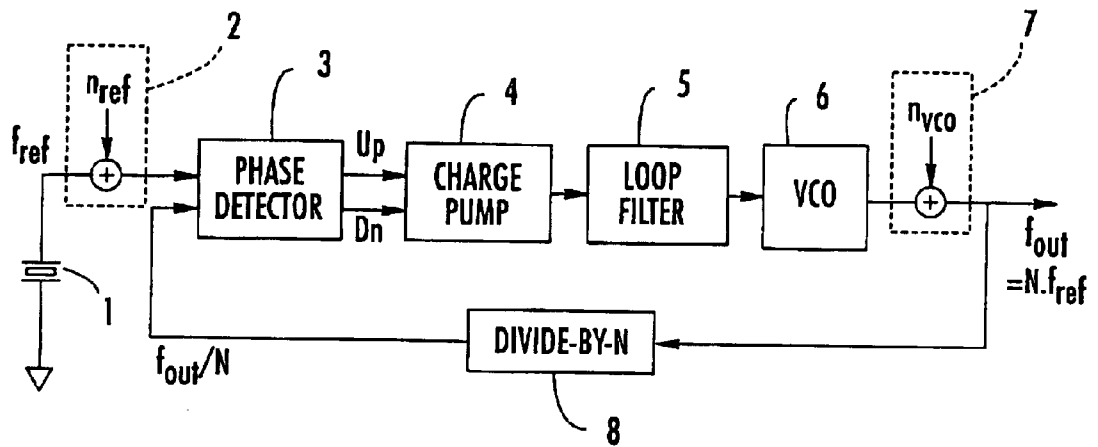 2
7
3
4
5
6
n_ref
n_vco
f_ref
PHASE
DETECTOR
Up
Dn
CHARGE
PUMP
LOOP
FILTER
VCO
f_out
=N.f_ref
1
DIVIDE-BY-N
f_out/N
8